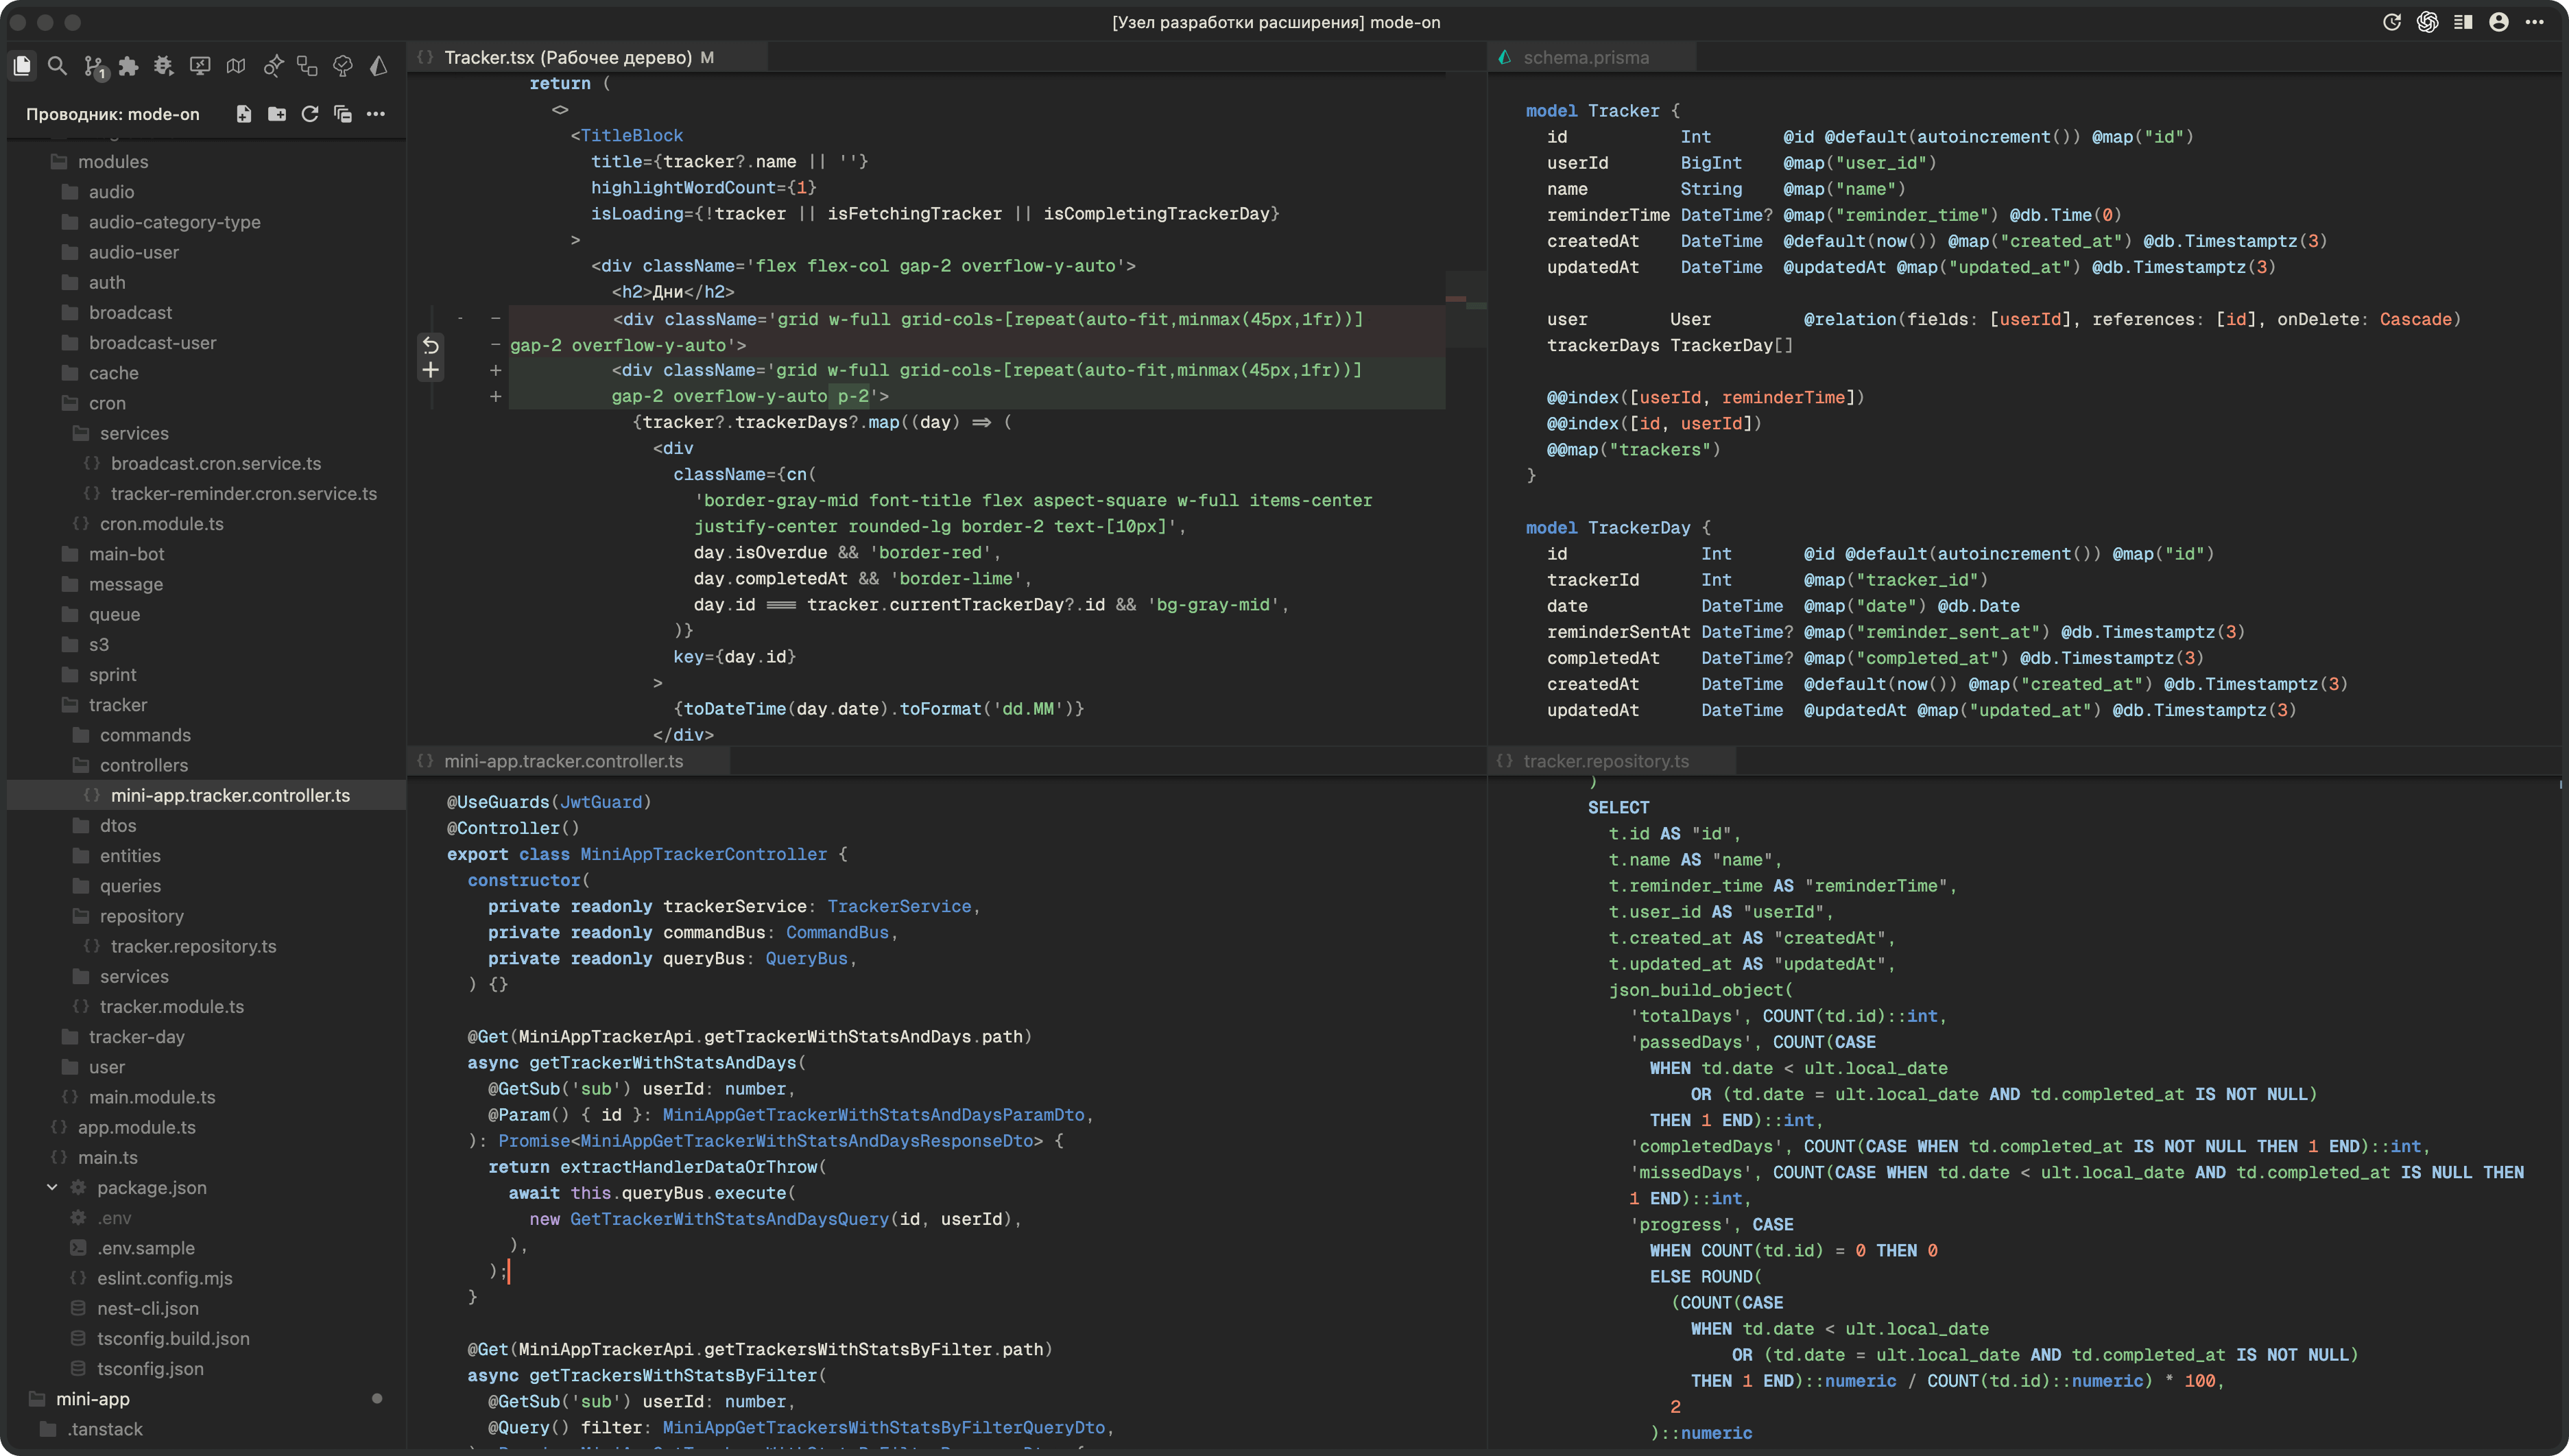 [Узел разработки расширения] mode-on
1
Проводник: mode-on
modules
audio
audio-category-type
audio-user
auth
broadcast
broadcast-user
cache
cron
services
broadcast.cron.service.ts
tracker-reminder.cron.service.ts
cron.module.ts
main-bot
message
queue
s3
sprint
tracker
commands
controllers
mini-app.tracker.controller.ts
dtos
entities
queries
repository
tracker.repository.ts
services
tracker.module.ts
tracker-day
user
main.module.ts
app.module.ts
main.ts
package.json
.env
.env.sample
eslint.config.mjs
nest-cli.json
tsconfig.build.json
tsconfig.json
mini-app
.tanstack
Tracker.tsx (Рабочее дерево) M
return (
<>
<TitleBlock
title={tracker?.name || ''}
highlightWordCount={1}
isLoading={!tracker || isFetchingTracker || isCompletingTrackerDay}
>
<div className='flex flex-col gap-2 overflow-y-auto'>
<h2>Дни</h2>
- − <div className='grid w-full grid-cols-[repeat(auto-fit,minmax(45px,1fr))]
− gap-2 overflow-y-auto'>
+ <div className='grid w-full grid-cols-[repeat(auto-fit,minmax(45px,1fr))]
+ gap-2 overflow-y-auto p-2'>
{tracker?.trackerDays?.map((day) => (
<div
className={cn(
'border-gray-mid font-title flex aspect-square w-full items-center
justify-center rounded-lg border-2 text-[10px]',
day.isOverdue && 'border-red',
day.completedAt && 'border-lime',
day.id === tracker.currentTrackerDay?.id && 'bg-gray-mid',
)}
key={day.id}
>
{toDateTime(day.date).toFormat('dd.MM')}
</div>
schema.prisma
model Tracker {
id Int @id @default(autoincrement()) @map("id")
userId BigInt @map("user_id")
name String @map("name")
reminderTime DateTime? @map("reminder_time") @db.Time(0)
createdAt DateTime @default(now()) @map("created_at") @db.Timestamptz(3)
updatedAt DateTime @updatedAt @map("updated_at") @db.Timestamptz(3)
user User @relation(fields: [userId], references: [id], onDelete: Cascade)
trackerDays TrackerDay[]
@@index([userId, reminderTime])
@@index([id, userId])
@@map("trackers")
}
model TrackerDay {
id Int @id @default(autoincrement()) @map("id")
trackerId Int @map("tracker_id")
date DateTime @map("date") @db.Date
reminderSentAt DateTime? @map("reminder_sent_at") @db.Timestamptz(3)
completedAt DateTime? @map("completed_at") @db.Timestamptz(3)
createdAt DateTime @default(now()) @map("created_at") @db.Timestamptz(3)
updatedAt DateTime @updatedAt @map("updated_at") @db.Timestamptz(3)
mini-app.tracker.controller.ts
@UseGuards(JwtGuard)
@Controller()
export class MiniAppTrackerController {
constructor(
private readonly trackerService: TrackerService,
private readonly commandBus: CommandBus,
private readonly queryBus: QueryBus,
) {}
@Get(MiniAppTrackerApi.getTrackerWithStatsAndDays.path)
async getTrackerWithStatsAndDays(
@GetSub('sub') userId: number,
@Param() { id }: MiniAppGetTrackerWithStatsAndDaysParamDto,
): Promise<MiniAppGetTrackerWithStatsAndDaysResponseDto> {
return extractHandlerDataOrThrow(
await this.queryBus.execute(
new GetTrackerWithStatsAndDaysQuery(id, userId),
),
);
}
@Get(MiniAppTrackerApi.getTrackersWithStatsByFilter.path)
async getTrackersWithStatsByFilter(
@GetSub('sub') userId: number,
@Query() filter: MiniAppGetTrackersWithStatsByFilterQueryDto,
tracker.repository.ts
)
SELECT
t.id AS "id",
t.name AS "name",
t.reminder_time AS "reminderTime",
t.user_id AS "userId",
t.created_at AS "createdAt",
t.updated_at AS "updatedAt",
json_build_object(
'totalDays', COUNT(td.id)::int,
'passedDays', COUNT(CASE
WHEN td.date < ult.local_date
OR (td.date = ult.local_date AND td.completed_at IS NOT NULL)
THEN 1 END)::int,
'completedDays', COUNT(CASE WHEN td.completed_at IS NOT NULL THEN 1 END)::int,
'missedDays', COUNT(CASE WHEN td.date < ult.local_date AND td.completed_at IS NULL THEN
1 END)::int,
'progress', CASE
WHEN COUNT(td.id) = 0 THEN 0
ELSE ROUND(
(COUNT(CASE
WHEN td.date < ult.local_date
OR (td.date = ult.local_date AND td.completed_at IS NOT NULL)
THEN 1 END)::numeric / COUNT(td.id)::numeric) * 100,
2
)::numeric